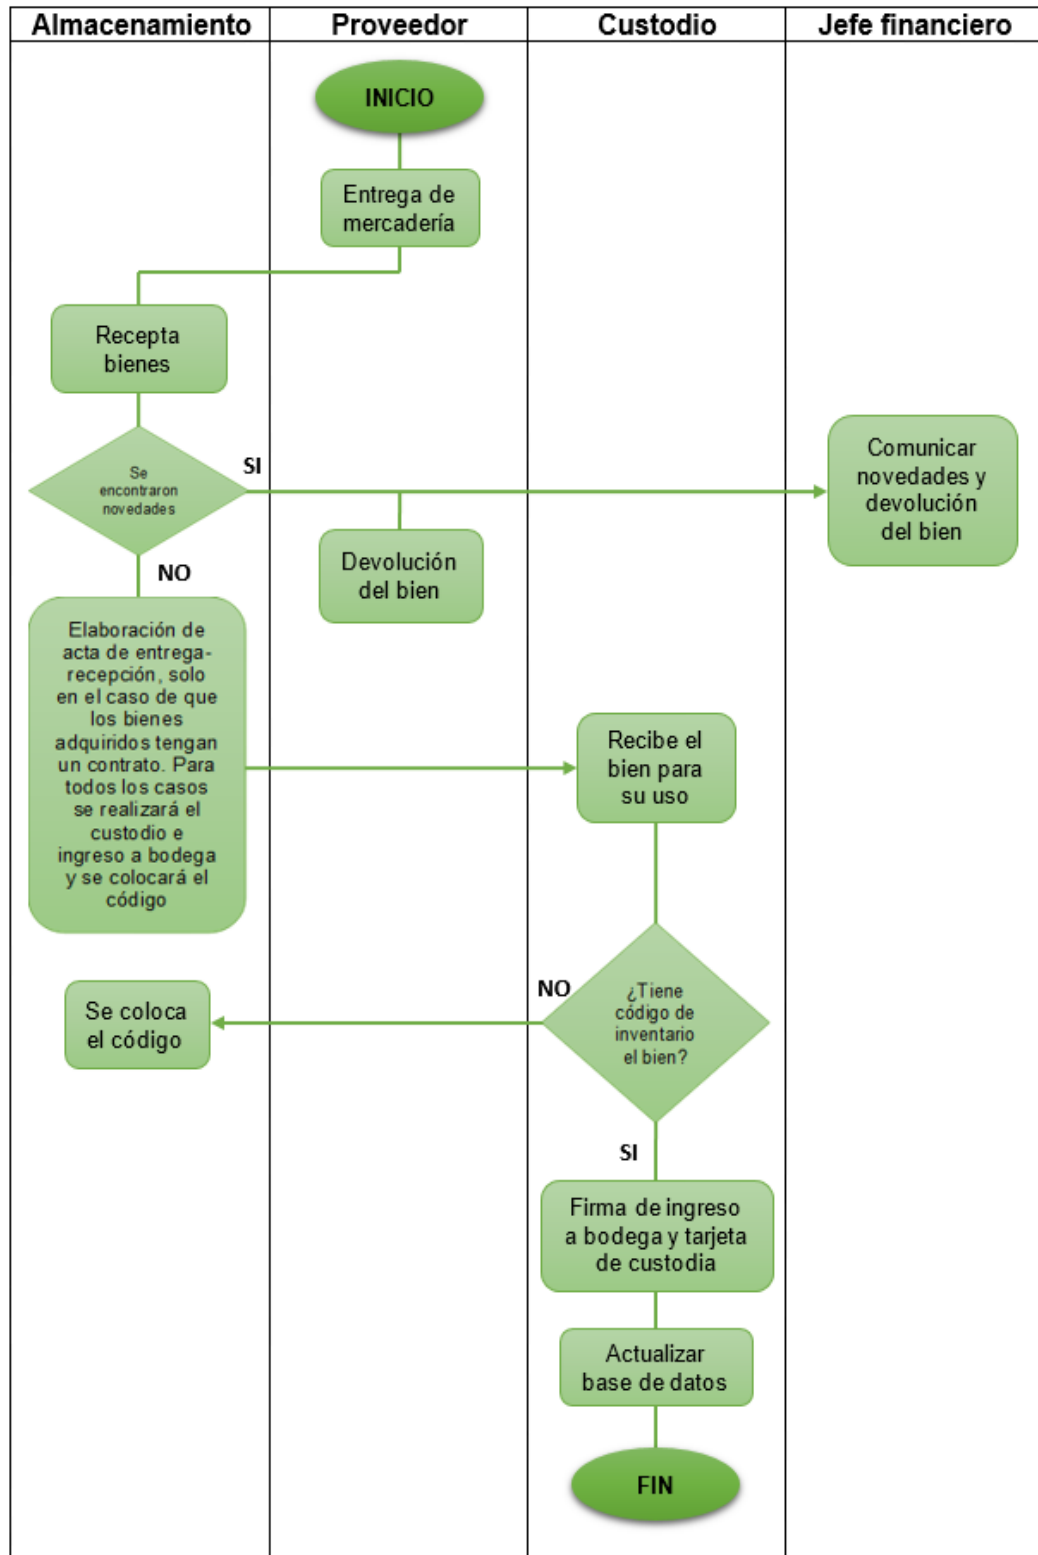 Almacenamiento
Proveedor
Custodio
Jefe financiero
INICIO
Entrega de
mercadería
Recepta
bienes
Se
encontraron
novedades
SI
Comunicar
novedades y
devolución
del bien
Devolución
del bien
NO
Elaboración de
acta de entrega-
recepción, solo
en el caso de que
los bienes
adquiridos tengan
un contrato. Para
todos los casos
se realizará el
custodio e
ingreso a bodega
y se colocará el
código
Recibe el
bien para
su uso
¿Tiene
código de
inventario
el bien?
NO
Se coloca
el código
SI
Firma de ingreso
a bodega y tarjeta
de custodia
Actualizar
base de datos
FIN